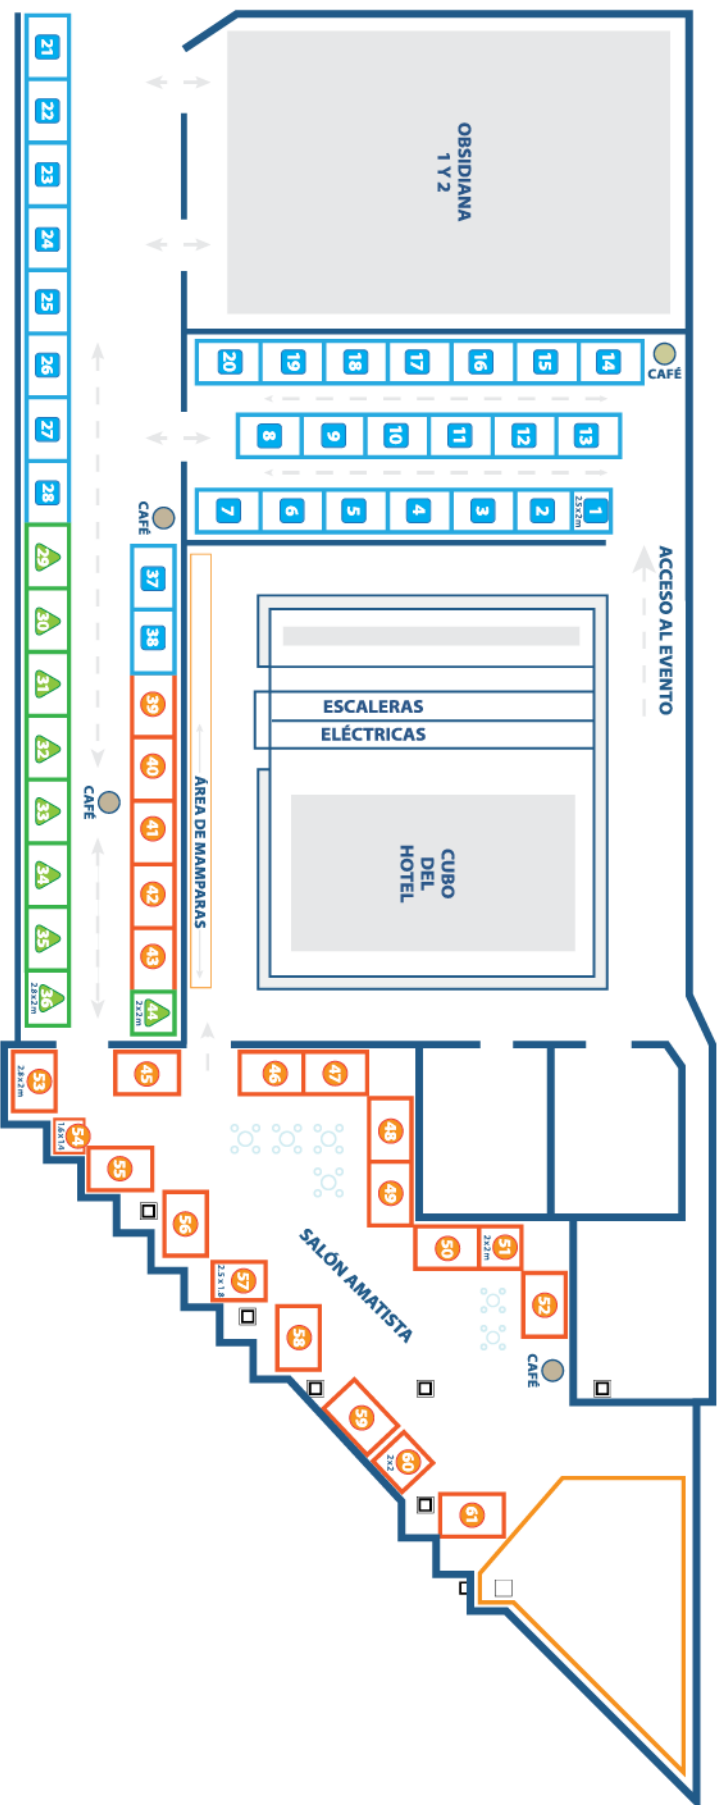 OBSIDIANA
1 Y 2
21
22
23
24
25
26
27
28
29
30
31
32
33
34
35
36
2.8x2m
20
19
18
17
16
15
14
CAFÉ
8
9
10
11
12
13
7
6
5
4
3
2
1
2.5x2m
CAFÉ
ACCESO AL EVENTO
37
38
39
40
41
42
43
44
2x2m
CAFÉ
ÁREA DE MAMPARAS
ESCALERAS
ELÉCTRICAS
CUBO
DEL
HOTEL
53
2.8x2m
45
46
47
54
1.6x1.4
55
48
49
56
50
51
2x2m
57
2.5x1.8
SALÓN AMATISTA
52
58
CAFÉ
59
60
2x2
61